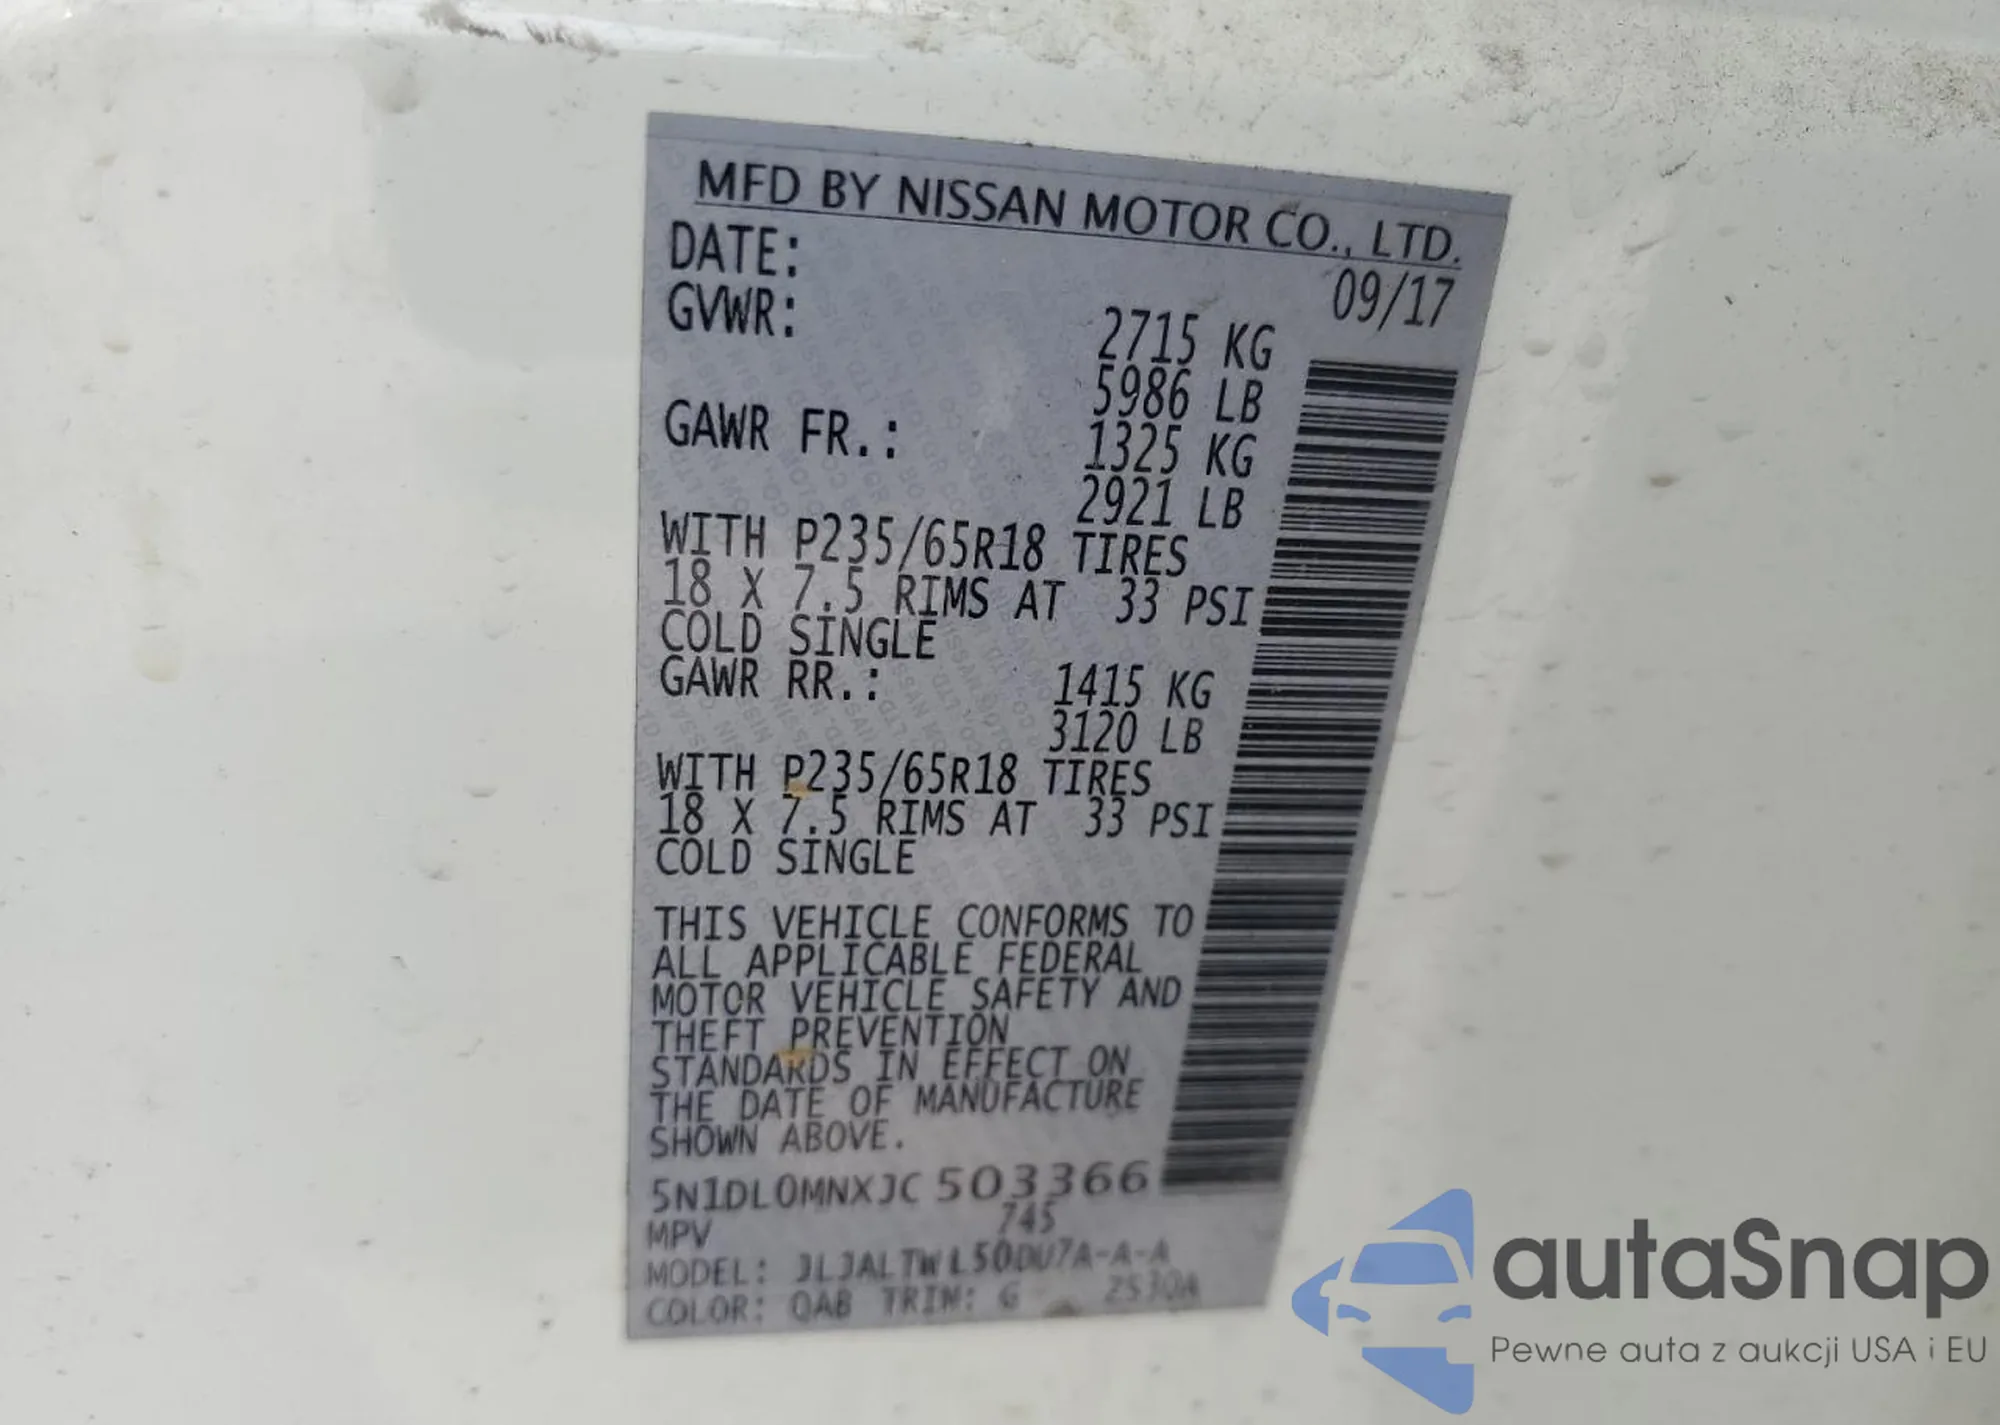 MFD BY NISSAN MOTOR CO., LTD.
DATE: 09/17
GVWR: 2715 KG
5986 LB
GAWR FR.: 1325 KG
2921 LB
WITH P235/65R18 TIRES
18 X 7.5 RIMS AT 33 PSI
COLD SINGLE
GAWR RR.: 1415 KG
3120 LB
WITH P235/65R18 TIRES
18 X 7.5 RIMS AT 33 PSI
COLD SINGLE
THIS VEHICLE CONFORMS TO
ALL APPLICABLE FEDERAL
MOTOR VEHICLE SAFETY AND
THEFT PREVENTION
STANDARDS IN EFFECT ON
THE DATE OF MANUFACTURE
SHOWN ABOVE.
5N1DL0MNXJC503366
MPV 745
MODEL:
COLOR: QAB TRIM: G
autaSnap
Pewne auta z aukcji USA i EU